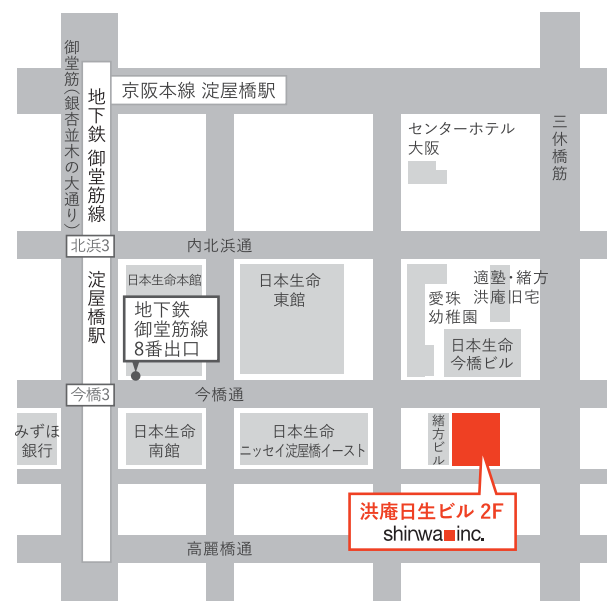 御堂筋(銀杏並木の大通り)
地下鉄 御堂筋線
淀屋橋駅
京阪本線 淀屋橋駅
センターホテル
大阪
三休橋筋
北浜3
内北浜通
日本生命本館
日本生命
東館
愛珠
幼稚園
適塾・緒方
洪庵旧宅
地下鉄
御堂筋線
8番出口
日本生命
今橋ビル
今橋3
今橋通
みずほ
銀行
日本生命
南館
日本生命
ニッセイ淀屋橋イースト
緒方ビル
洪庵日生ビル 2F
shinwa inc.
高麗橋通